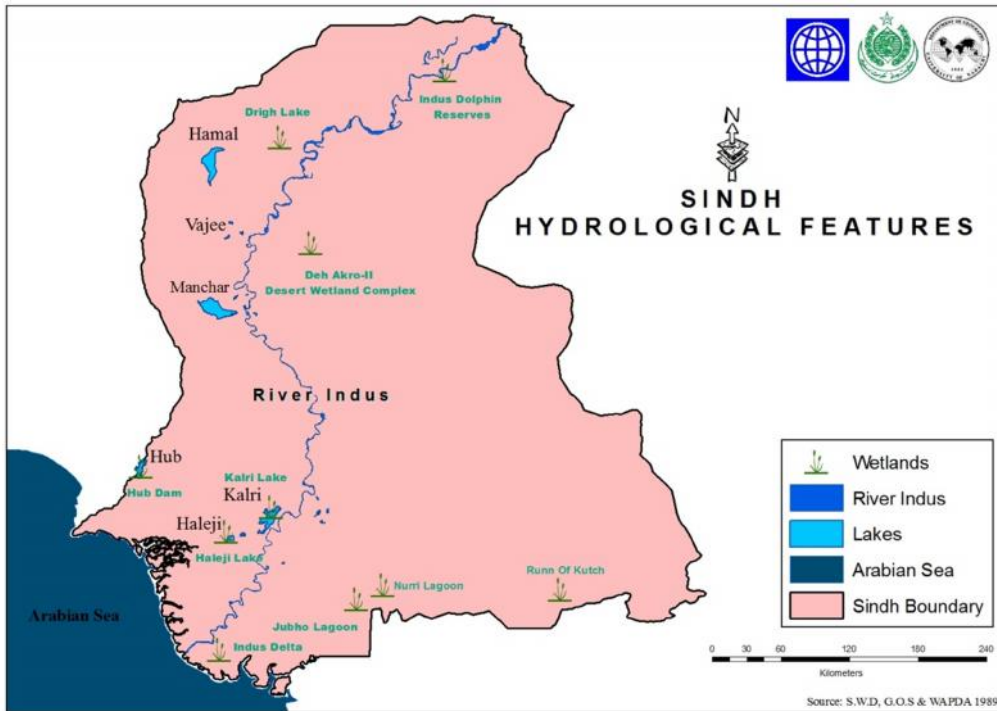 Indus Dolphin
Reserves
Drigh Lake
Hamal
N
SINDH
HYDROLOGICAL FEATURES
Vajee
Deh Akro-II
Desert Wetland Complex
Manchar
River Indus
Hub
Hub Dam
Kalri Lake
Kalri
Haleji
Haleji Lake
Nurri Lagoon
Runn Of Kutch
Jubho Lagoon
Arabian Sea
Indus Delta
Wetlands
River Indus
Lakes
Arabian Sea
Sindh Boundary
0 30 60 120 180 240
Kilometers
Source: S.W.D, G.O.S & WAPDA 1989